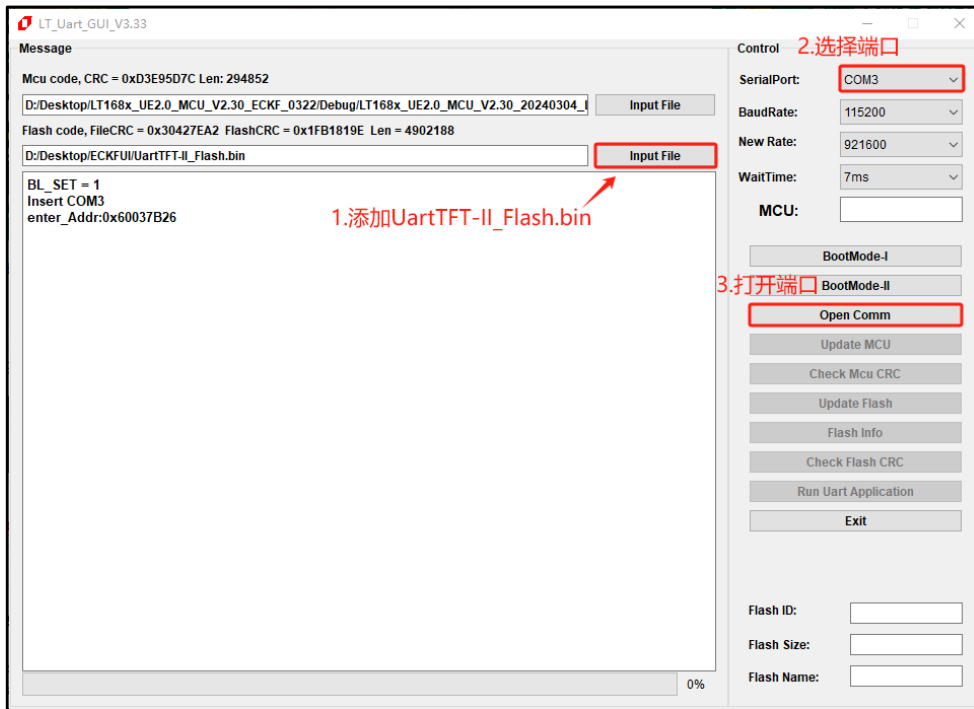 LT_Uart_GUI_V3.33
Message
Mcu code, CRC = 0xD3E95D7C Len: 294852
D:/Desktop/LT168x_UE2.0_MCU_V2.30_ECKF_0322/Debug/LT168x_UE2.0_MCU_V2.30_20240304_
Input File
Flash code, FileCRC = 0x30427EA2 FlashCRC = 0x1FB1819E Len = 4902188
D:/Desktop/ECKFUI/UartTFT-II_Flash.bin
Input File
BL_SET = 1
Insert COM3
enter_Addr:0x60037B26
1.添加UartTFT-II_Flash.bin
0%
Control
2.选择端口
SerialPort:
COM3
BaudRate:
115200
New Rate:
921600
WaitTime:
7ms
MCU:
BootMode-I
3.打开端口
BootMode-II
Open Comm
Update MCU
Check Mcu CRC
Update Flash
Flash Info
Check Flash CRC
Run Uart Application
Exit
Flash ID:
Flash Size:
Flash Name: